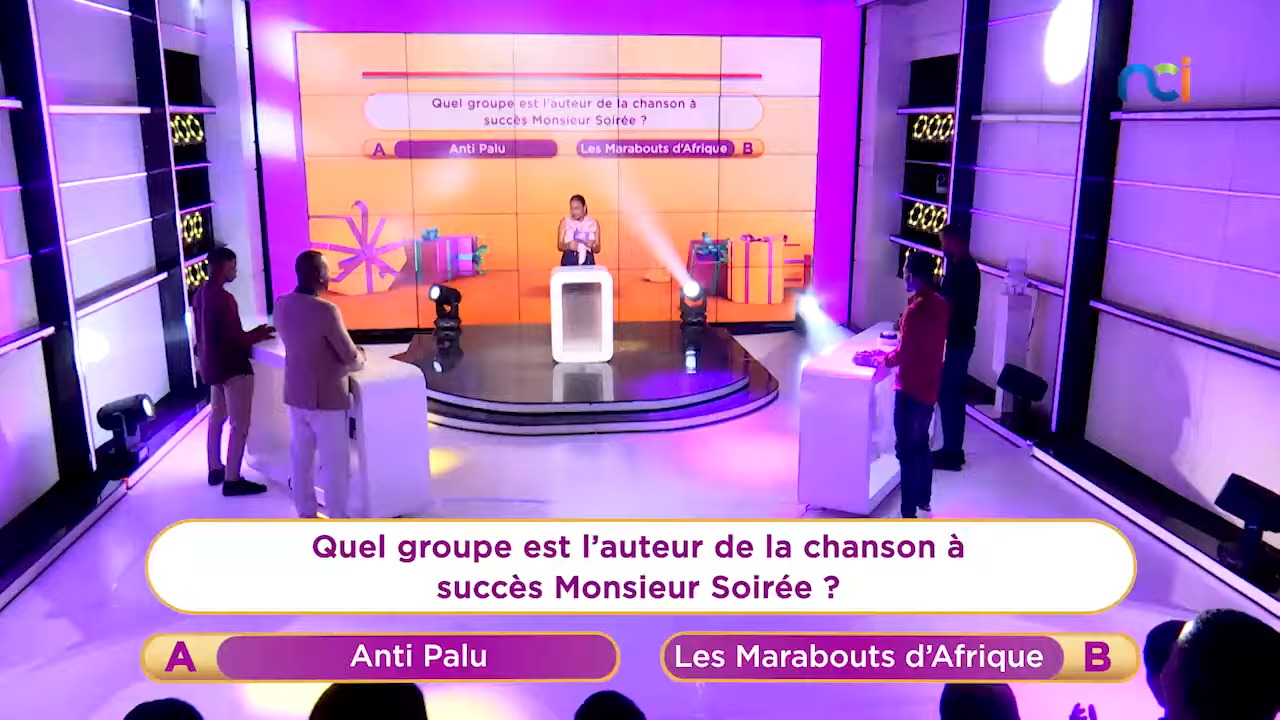 nci
Quel groupe est l'auteur de la chanson à
succès Monsieur Soirée ?
A Anti Palu Les Marabouts d'Afrique B
Quel groupe est l'auteur de la chanson à
succès Monsieur Soirée ?
A Anti Palu Les Marabouts d'Afrique B